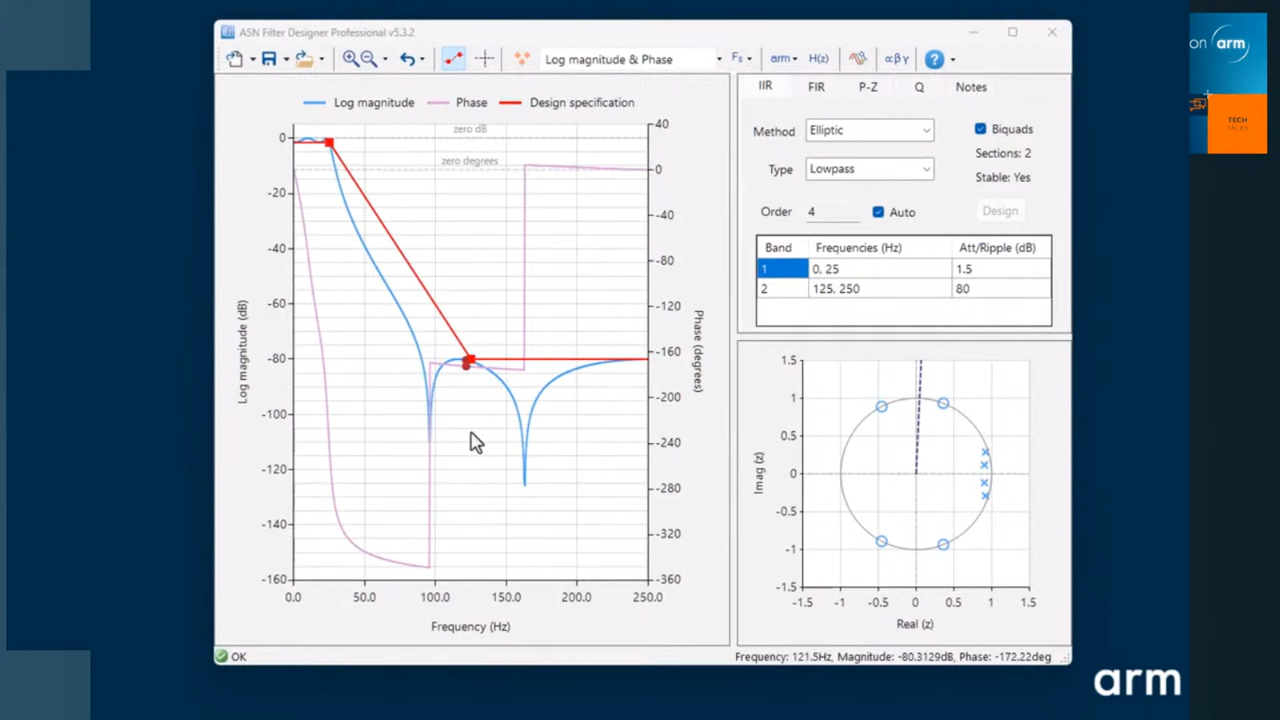 ASN Filter Designer Professional v5.3.2
Log magnitude & Phase
Fs
arm
H(z)
αβγ
?
Log magnitude
Phase
Design specification
zero dB
zero degrees
0
-20
-40
-60
-80
-100
-120
-140
-160
40
0
-40
-80
-120
-160
-200
-240
-280
-320
-360
Log magnitude (dB)
Phase (degrees)
0.0
50.0
100.0
150.0
200.0
250.0
Frequency (Hz)
IIR
FIR
P-Z
Q
Notes
Method
Elliptic
Biquads
Sections: 2
Type
Lowpass
Stable: Yes
Order
4
Auto
Design
Band
Frequencies (Hz)
Att/Ripple (dB)
1
0, 25
1.5
2
125, 250
80
1.5
1
0.5
0
-0.5
-1
-1.5
Imag (z)
-1.5
-1
-0.5
0
0.5
1
1.5
Real (z)
OK
Frequency: 121.5Hz, Magnitude: -80.3129dB, Phase: -172.22deg
on
arm
TECH
TALKS
arm